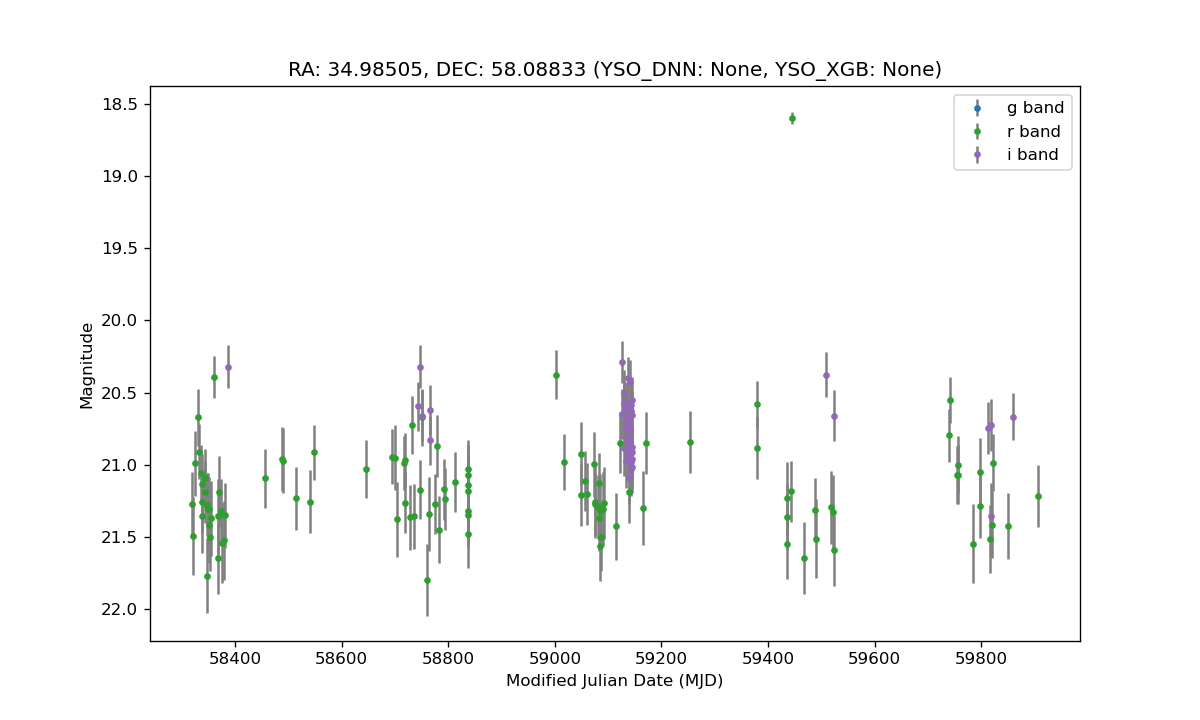 RA: 34.98505, DEC: 58.08833 (YSO_DNN: None, YSO_XGB: None)
18.5
19.0
19.5
20.0
20.5
21.0
21.5
22.0
Magnitude
g band
r band
i band
58400
58600
58800
59000
59200
59400
59600
59800
Modified Julian Date (MJD)